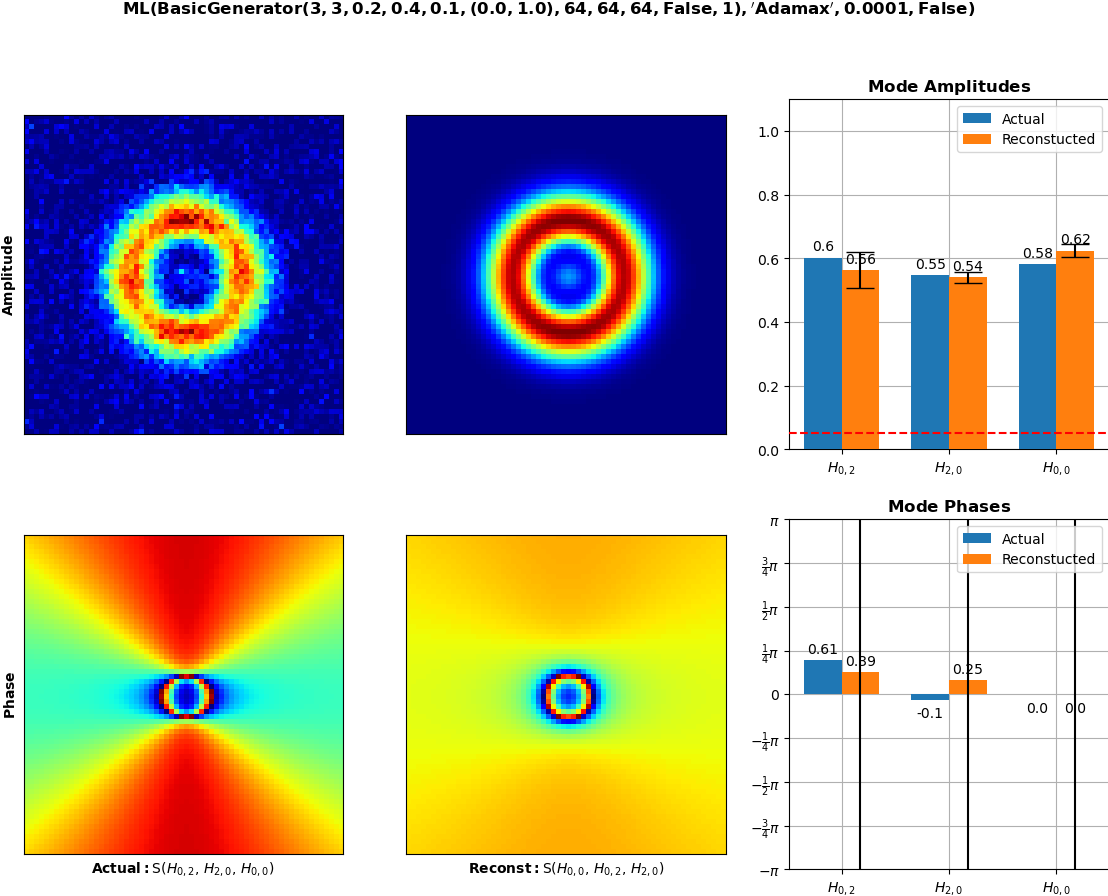 ML(BasicGenerator(3, 3, 0.2, 0.4, 0.1, (0.0, 1.0), 64, 64, 64, False, 1), ′Adamax′, 0.0001, False)
Amplitude
Mode Amplitudes
Actual
Reconstucted
1.0
0.8
0.6
0.4
0.2
0.0
0.6
0.56
0.55
0.54
0.58
0.62
H₀,₂
H₂,₀
H₀,₀
Phase
Actual: S(H₀,₂, H₂,₀, H₀,₀)
Reconst: S(H₀,₀, H₀,₂, H₂,₀)
Mode Phases
Actual
Reconstucted
π
3/4π
1/2π
1/4π
0
−1/4π
−1/2π
−3/4π
−π
0.61
0.39
-0.1
0.25
0.0
0.0
H₀,₂
H₂,₀
H₀,₀